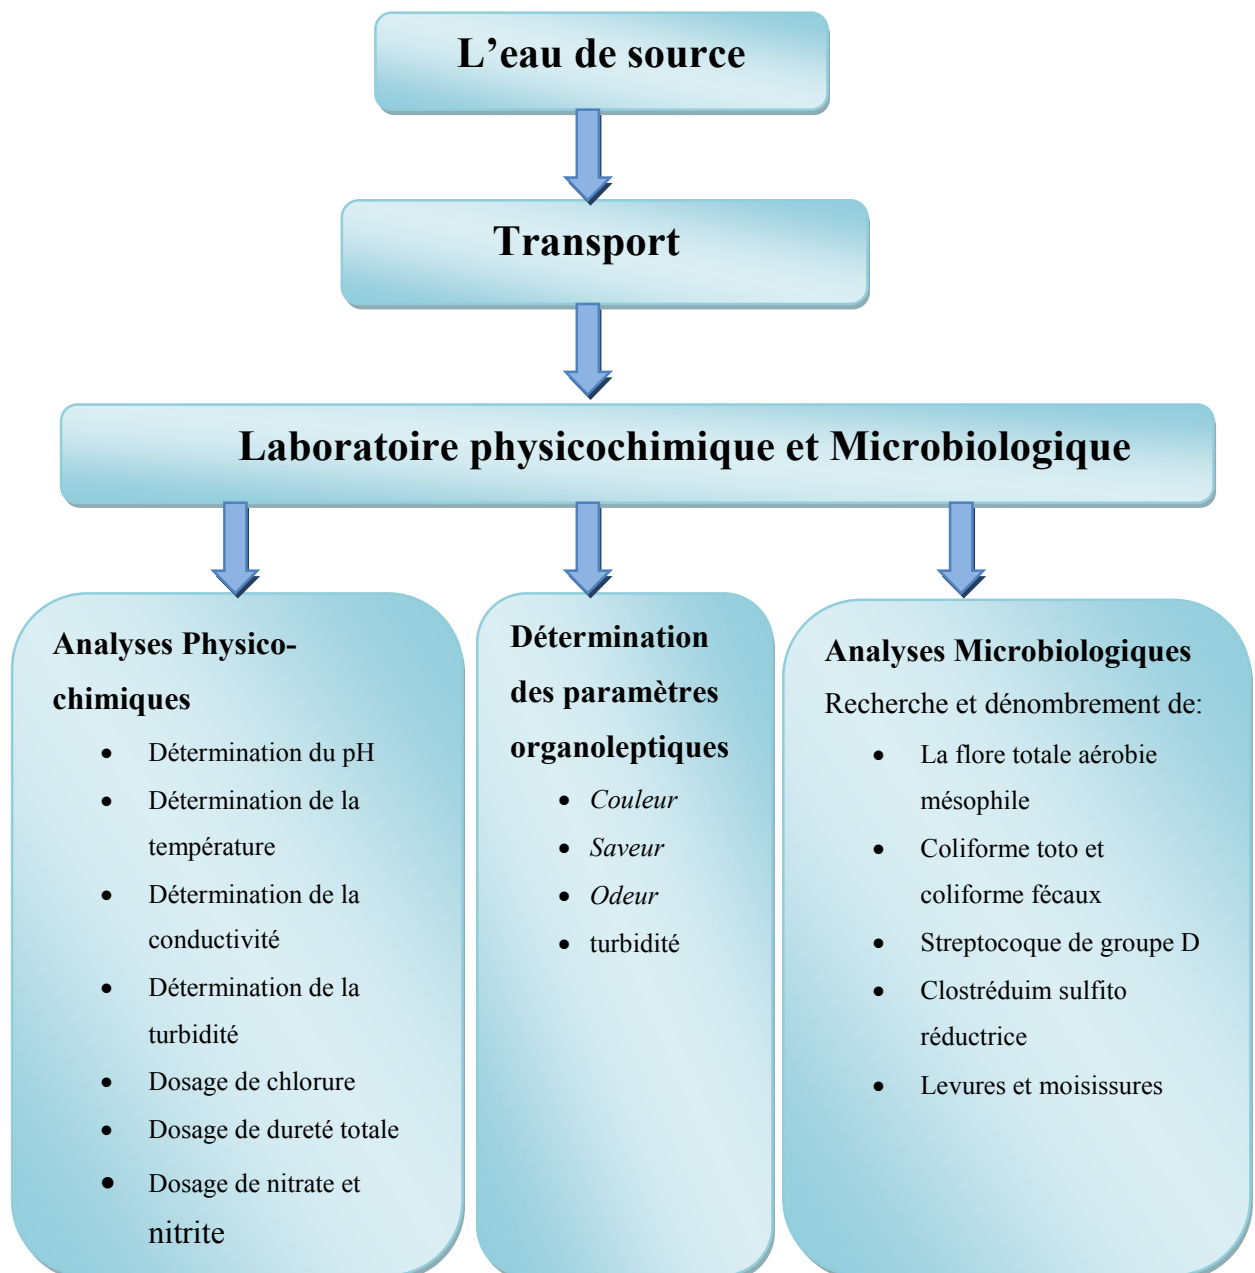 L’eau de source
Transport
Laboratoire physicochimique et Microbiologique
Analyses Physico-
chimiques
• Détermination du pH
• Détermination de la
température
• Détermination de la
conductivité
• Détermination de la
turbidité
• Dosage de chlorure
• Dosage de dureté totale
• Dosage de nitrate et
nitrite
Détermination
des paramètres
organoleptiques
• Couleur
• Saveur
• Odeur
• turbidité
Analyses Microbiologiques
Recherche et dénombrement de:
• La flore totale aérobie
mésophile
• Coliforme toto et
coliforme fécaux
• Streptocoque de groupe D
• Clostréduim sulfito
réductrice
• Levures et moisissures